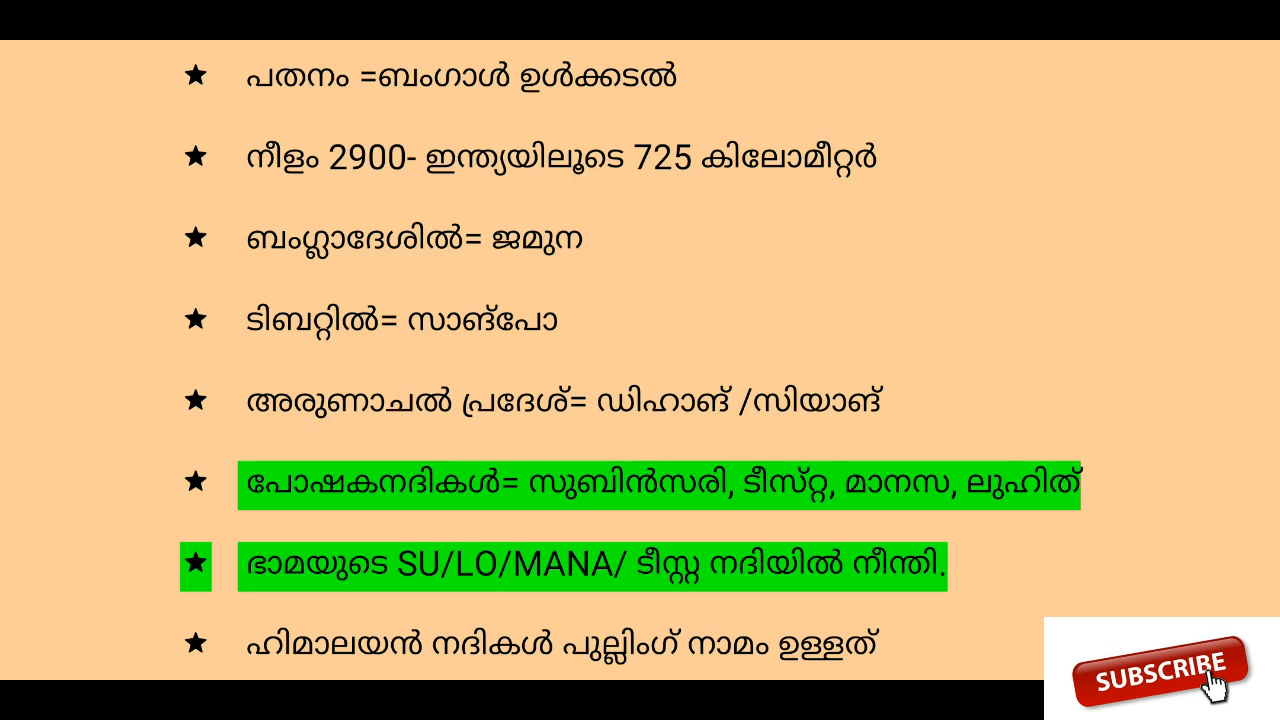 ★ പതനം =ബംഗാൾ ഉൾക്കടൽ
★ നീളം 2900- ഇന്ത്യയിലൂടെ 725 കിലോമീറ്റർ
★ ബംഗ്ലാദേശിൽ= ജമുന
★ ടിബറ്റിൽ= സാങ്പോ
★ അരുണാചൽ പ്രദേശ്= ഡിഹാങ് /സിയാങ്
★ പോഷകനദികൾ= സുബിൻസരി, ടീസ്റ്റ, മാനസ, ലുഹിത്
★ ഭാമയുടെ SU/LO/MANA/ ടീസ്റ്റ നദിയിൽ നീന്തി.
★ ഹിമാലയൻ നദികൾ പുല്ലിംഗ് നാമം ഉള്ളത്
SUBSCRIBE